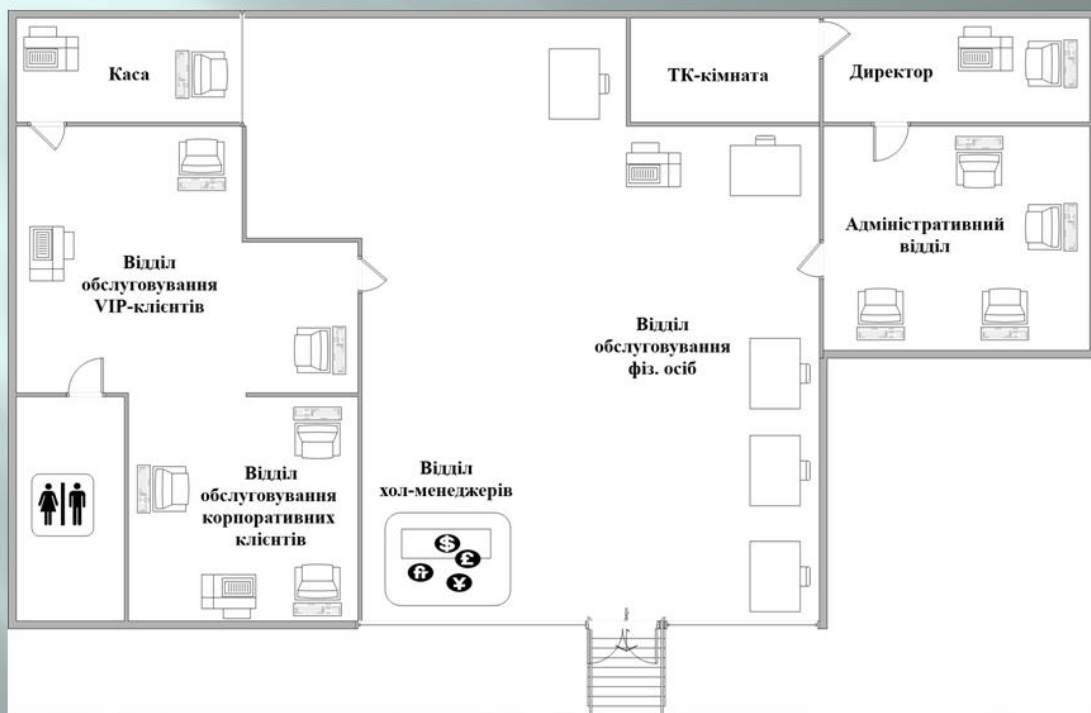 Каса
ТК-кімната
Директор
Адміністративний
відділ
Відділ
обслуговування
VIP-клієнтів
Відділ
обслуговування
фіз. осіб
Відділ
обслуговування
корпоративних
клієнтів
Відділ
хол-менеджерів
$
£
¥